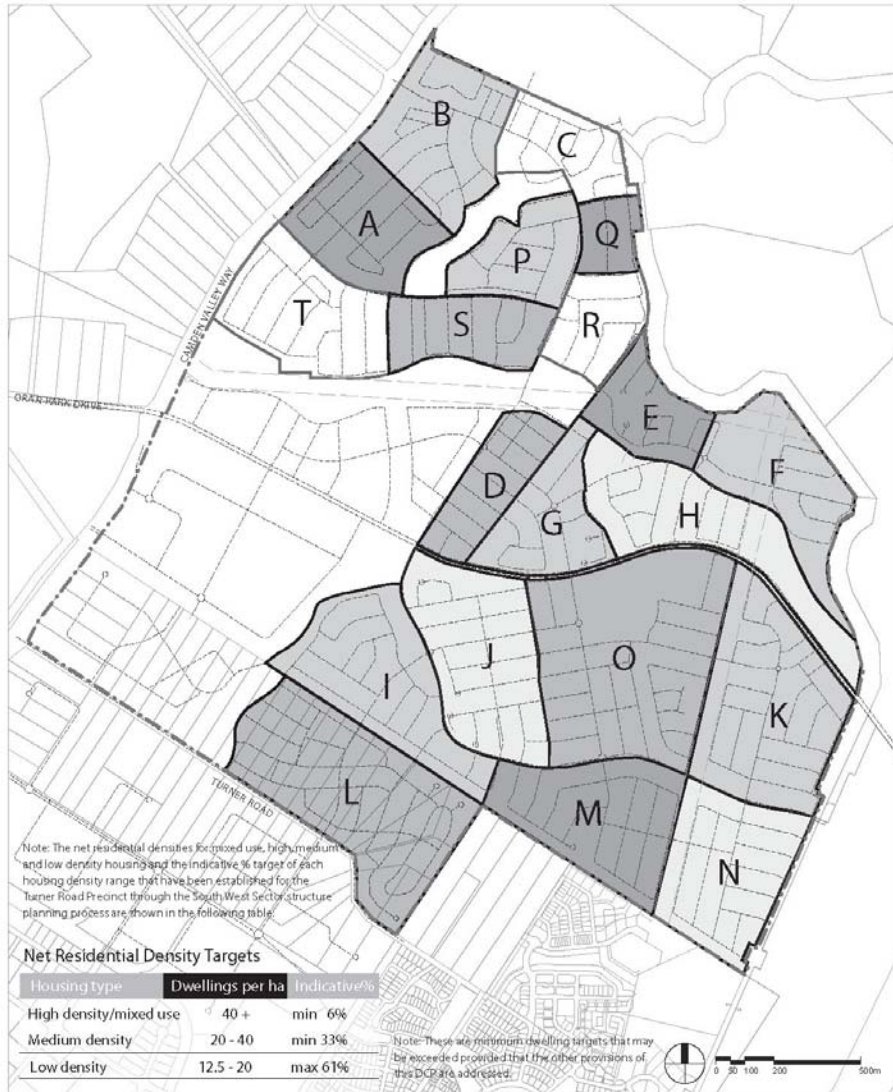 B
C
A
Q
P
T
S
R
CAMDEN VALLEY WAY
ORAN PARK DRIVE
E
F
D
G
H
J
O
I
K
L
TURNER ROAD
M
N
Note: The net residential densities for mixed use, high, medium
and low density housing and the indicative % target of each
housing density range that have been established for the
Turner Road Precinct through the South West Sector structure
planning process are shown in the following table.
Net Residential Density Targets
Housing type Dwellings per ha Indicative%
High density/mixed use 40 + min 6%
Medium density 20 - 40 min 33%
Low density 12.5 - 20 max 61%
Note: These are minimum dwelling targets that may
be exceeded provided that the other provisions of
this DCP are addressed.
0 50 100 200 500m